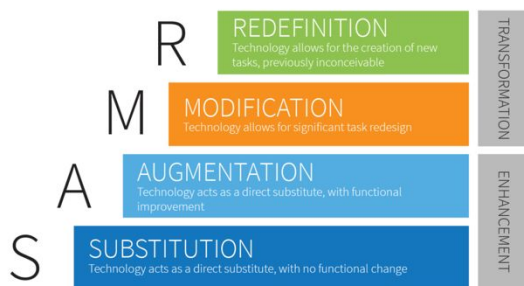 R
REDEFINITION
Technology allows for the creation of new
tasks, previously inconceivable
M
MODIFICATION
Technology allows for significant task redesign
TRANSFORMATION
A
AUGMENTATION
Technology acts as a direct substitute, with functional
improvement
S
SUBSTITUTION
Technology acts as a direct substitute, with no functional change
ENHANCEMENT